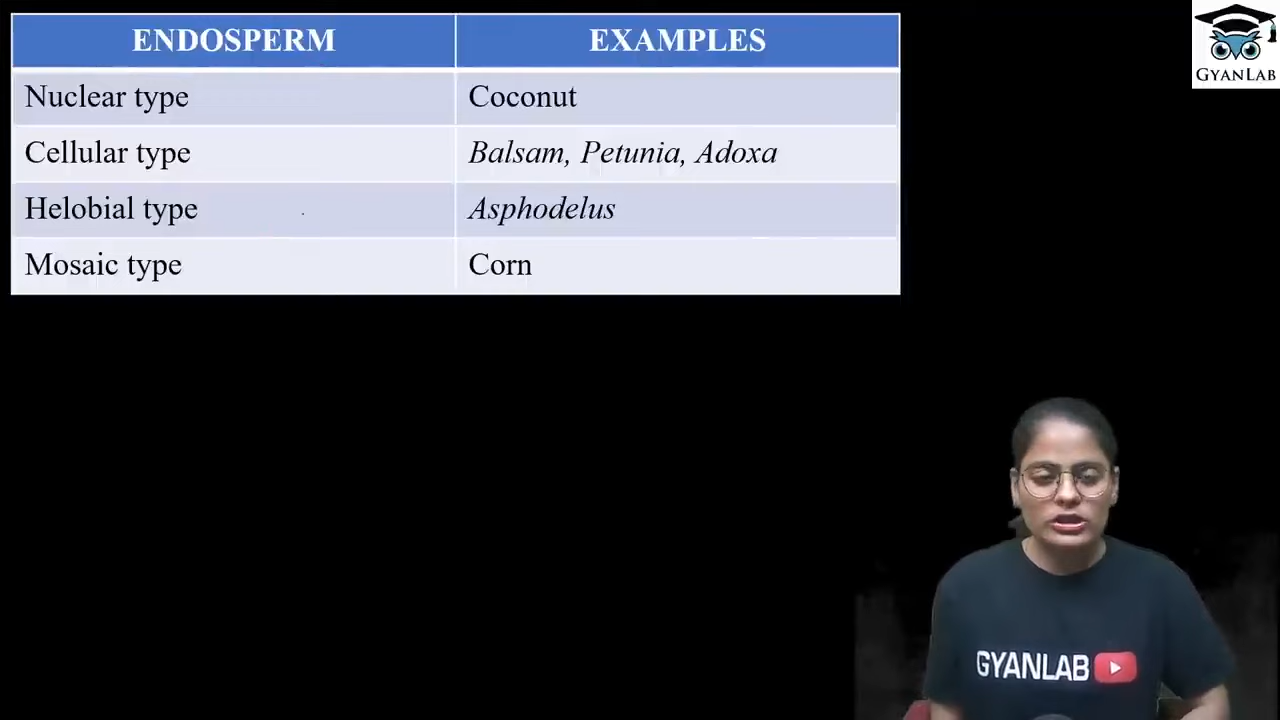 ENDOSPERM EXAMPLES
Nuclear type Coconut
Cellular type Balsam, Petunia, Adoxa
Helobial type Asphodelus
Mosaic type Corn
GYANLAB
GYANLAB